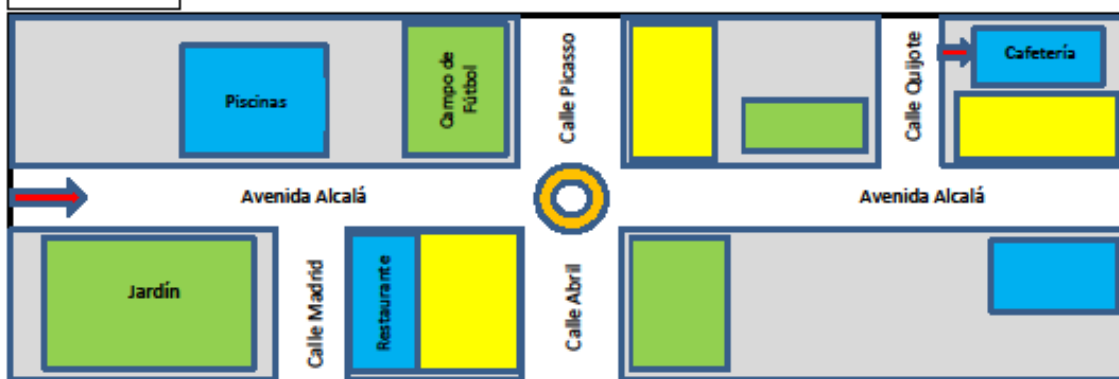 Piscinas
Campo de
Fútbol
Calle Picasso
Calle Quijote
Cafetería
Avenida Alcalá
Avenida Alcalá
Jardín
Calle Madrid
Restaurante
Calle Abril